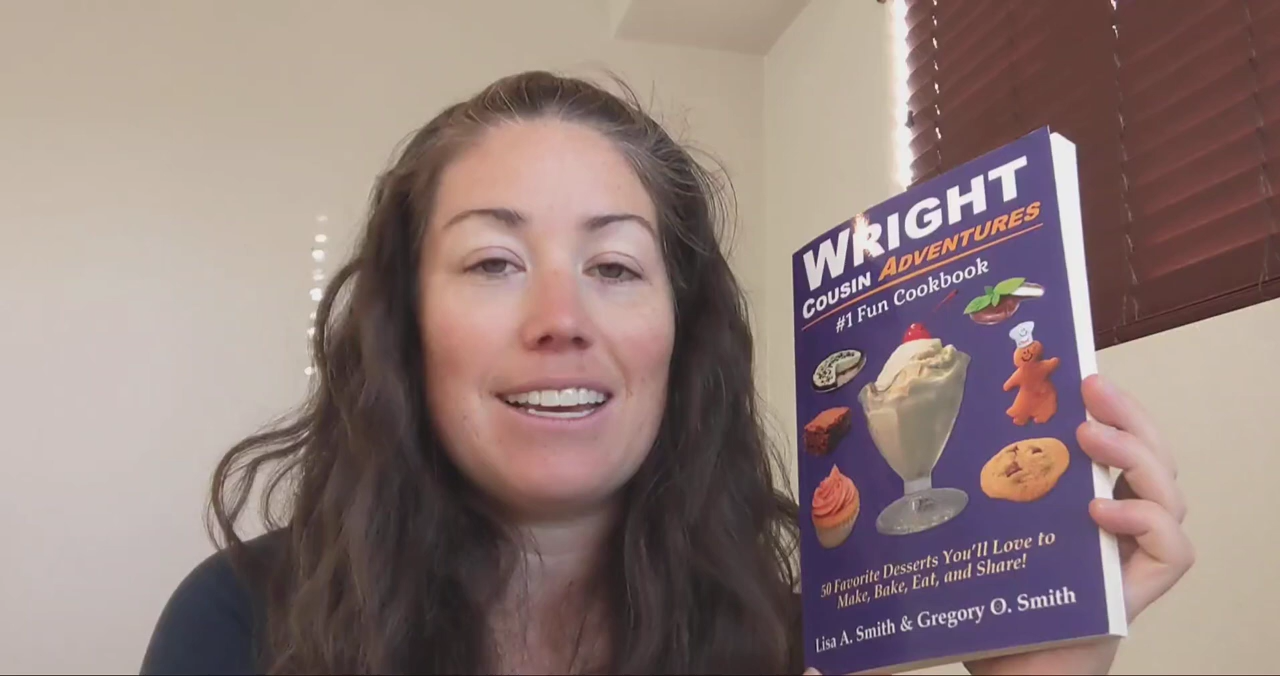 WRIGHT
COUSIN ADVENTURES
#1 Fun Cookbook
50 Favorite Desserts You'll Love to
Make, Bake, Eat, and Share!
Lisa A. Smith & Gregory O. Smith